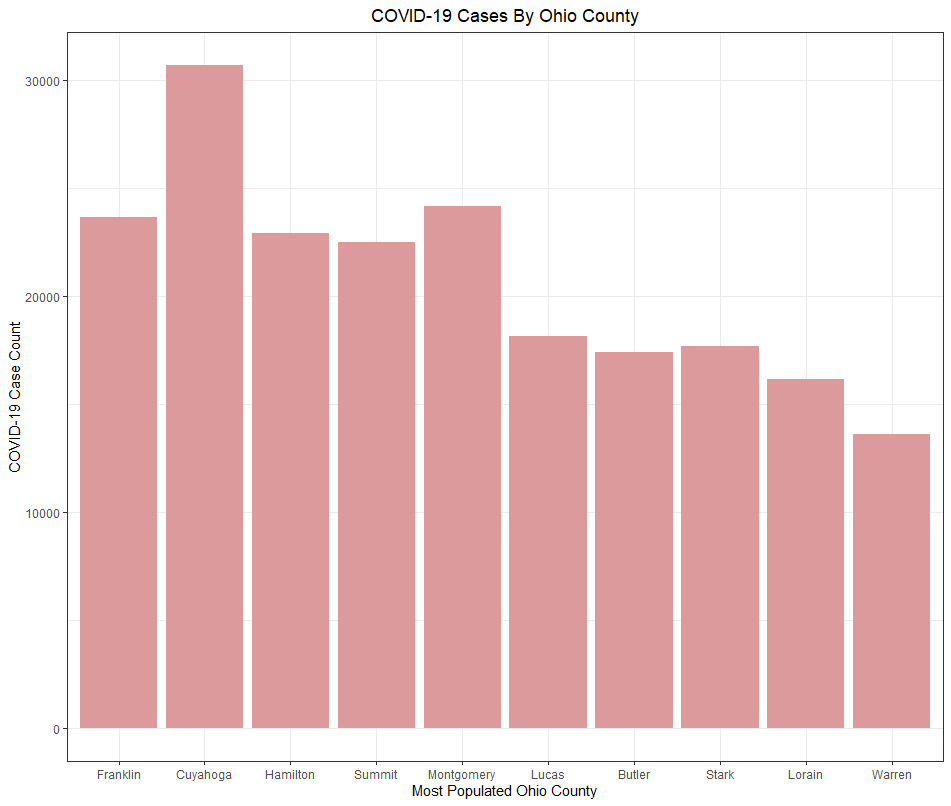 COVID-19 Cases By Ohio County
COVID-19 Case Count
30000
20000
10000
0
Franklin Cuyahoga Hamilton Summit Montgomery Lucas Butler Stark Lorain Warren
Most Populated Ohio County